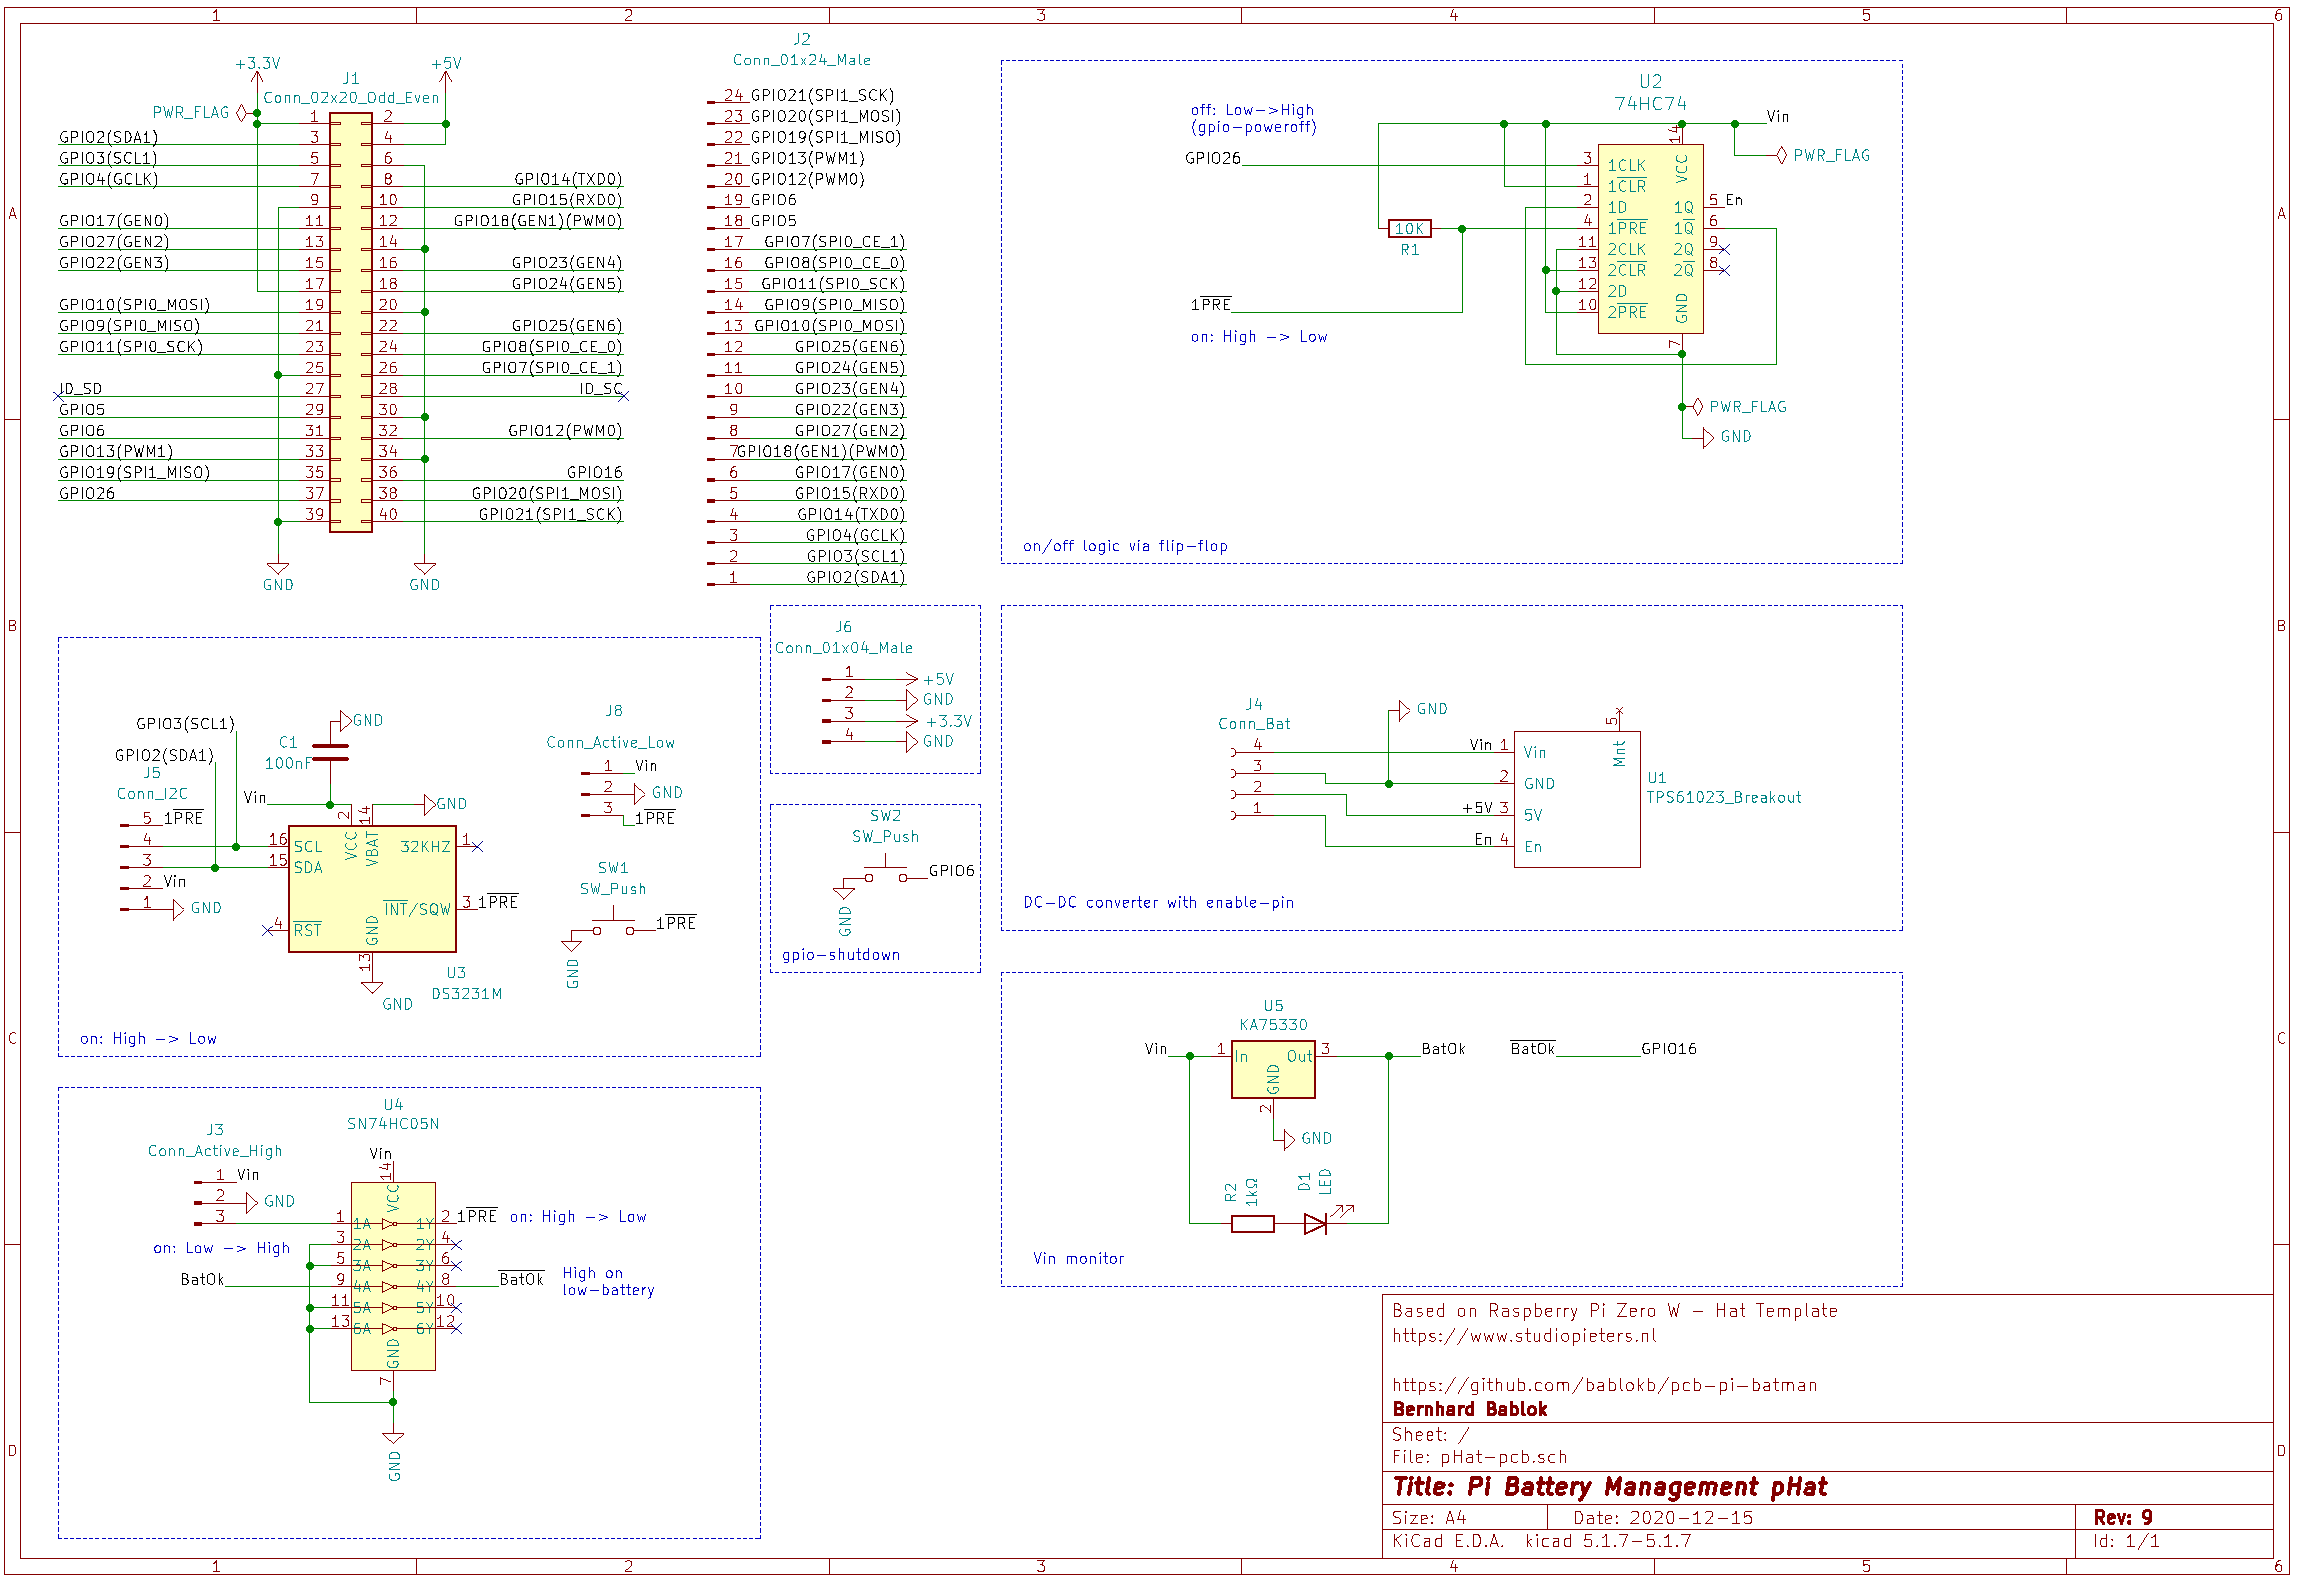 1 2 3 4 5 6
A
B
C
D
A
B
C
D
1 2 3 4 5 6
+3.3V
+5V
J1
Conn_02x20_Odd_Even
PWR_FLAG
1 2
GPIO2(SDA1) 3 4
GPIO3(SCL1) 5 6
GPIO4(GCLK) 7 8 GPIO14(TXD0)
9 10 GPIO15(RXD0)
GPIO17(GEN0) 11 12 GPIO18(GEN1)(PWM0)
GPIO27(GEN2) 13 14
GPIO22(GEN3) 15 16 GPIO23(GEN4)
17 18 GPIO24(GEN5)
GPIO10(SPI0_MOSI) 19 20
GPIO9(SPI0_MISO) 21 22 GPIO25(GEN6)
GPIO11(SPI0_SCK) 23 24 GPIO8(SPI0_CE_0)
25 26 GPIO7(SPI0_CE_1)
ID_SD 27 28 ID_SC
GPIO5 29 30
GPIO6 31 32 GPIO12(PWM0)
GPIO13(PWM1) 33 34
GPIO19(SPI1_MISO) 35 36 GPIO16
GPIO26 37 38 GPIO20(SPI1_MOSI)
39 40 GPIO21(SPI1_SCK)
GND GND
J2
Conn_01x24_Male
24 GPIO21(SPI1_SCK)
23 GPIO20(SPI1_MOSI)
22 GPIO19(SPI1_MISO)
21 GPIO13(PWM1)
20 GPIO12(PWM0)
19 GPIO6
18 GPIO5
17 GPIO7(SPI0_CE_1)
16 GPIO8(SPI0_CE_0)
15 GPIO11(SPI0_SCK)
14 GPIO9(SPI0_MISO)
13 GPIO10(SPI0_MOSI)
12 GPIO25(GEN6)
11 GPIO24(GEN5)
10 GPIO23(GEN4)
9 GPIO22(GEN3)
8 GPIO27(GEN2)
7 GPIO18(GEN1)(PWM0)
6 GPIO17(GEN0)
5 GPIO15(RXD0)
4 GPIO14(TXD0)
3 GPIO4(GCLK)
2 GPIO3(SCL1)
1 GPIO2(SDA1)
U2
74HC74
off: Low->High
(gpio-poweroff)
Vin
PWR_FLAG
14 VCC
GPIO26 3 1CLK
1 1CLR
2 1D 1Q 5 En
4 1PRE 1Q 6
11 2CLK 2Q 9
13 2CLR 2Q 8
12 2D
10 2PRE
GND 7
10K
R1
1PRE
on: High -> Low
PWR_FLAG
GND
on/off logic via flip-flop
J6
Conn_01x04_Male
1 +5V
2 GND
3 +3.3V
4 GND
GPIO3(SCL1)
GPIO2(SDA1)
J5
Conn_I2C
5 1PRE
4
3
2 Vin
1 GND
GND
C1
100nF
Vin
GND
2 VCC
14 VBAT
16 SCL 32KHZ 1
15 SDA
INT/SQW 3 1PRE
4 RST
GND 13
GND
U3
DS3231M
J8
Conn_Active_Low
1 Vin
2 GND
3 1PRE
SW1
SW_Push
1PRE
GND
on: High -> Low
SW2
SW_Push
GPIO6
GND
gpio-shutdown
J4
Conn_Bat
4
3
2
1
GND
5 Mnt
Vin 1 Vin
2 GND
+5V 3 5V
En 4 En
U1
TPS61023_Breakout
DC-DC converter with enable-pin
U5
KA75330
Vin 1 In Out 3 BatOk
GND 2
GND
BatOk GPIO16
R2
1kΩ
D1
LED
Vin monitor
U4
SN74HC05N
J3
Conn_Active_High
1 Vin
2 GND
3
Vin
14 VCC
1 1A 1Y 2 1PRE on: High -> Low
3 2A 2Y 4
on: Low -> High
5 3A 3Y 6
BatOk 9 4A 4Y 8 BatOk
High on
low-battery
11 5A 5Y 10
13 6A 6Y 12
GND 7
GND
Based on Raspberry Pi Zero W - Hat Template
https://www.studiopieters.nl
https://github.com/bablokb/pcb-pi-batman
Bernhard Bablok
Sheet: /
File: pHat-pcb.sch
Title: Pi Battery Management pHat
Size: A4 Date: 2020-12-15 Rev: 9
KiCad E.D.A. kicad 5.1.7-5.1.7 Id: 1/1